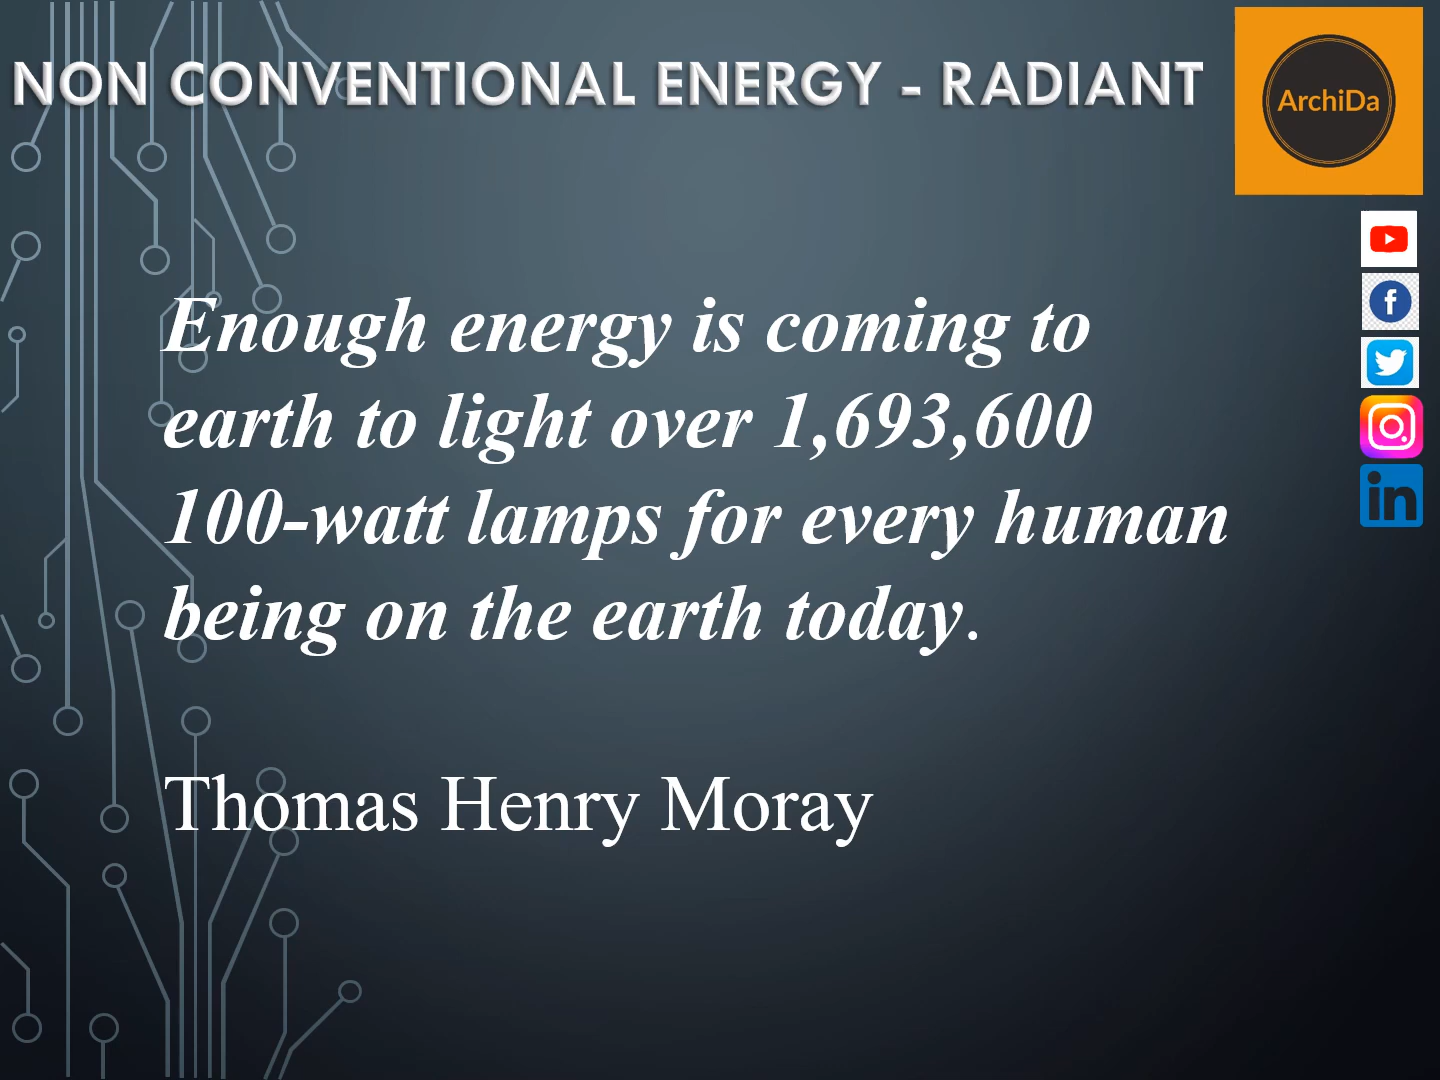 NON CONVENTIONAL ENERGY - RADIANT
ArchiDa
Enough energy is coming to
earth to light over 1,693,600
100-watt lamps for every human
being on the earth today.
Thomas Henry Moray
f
in